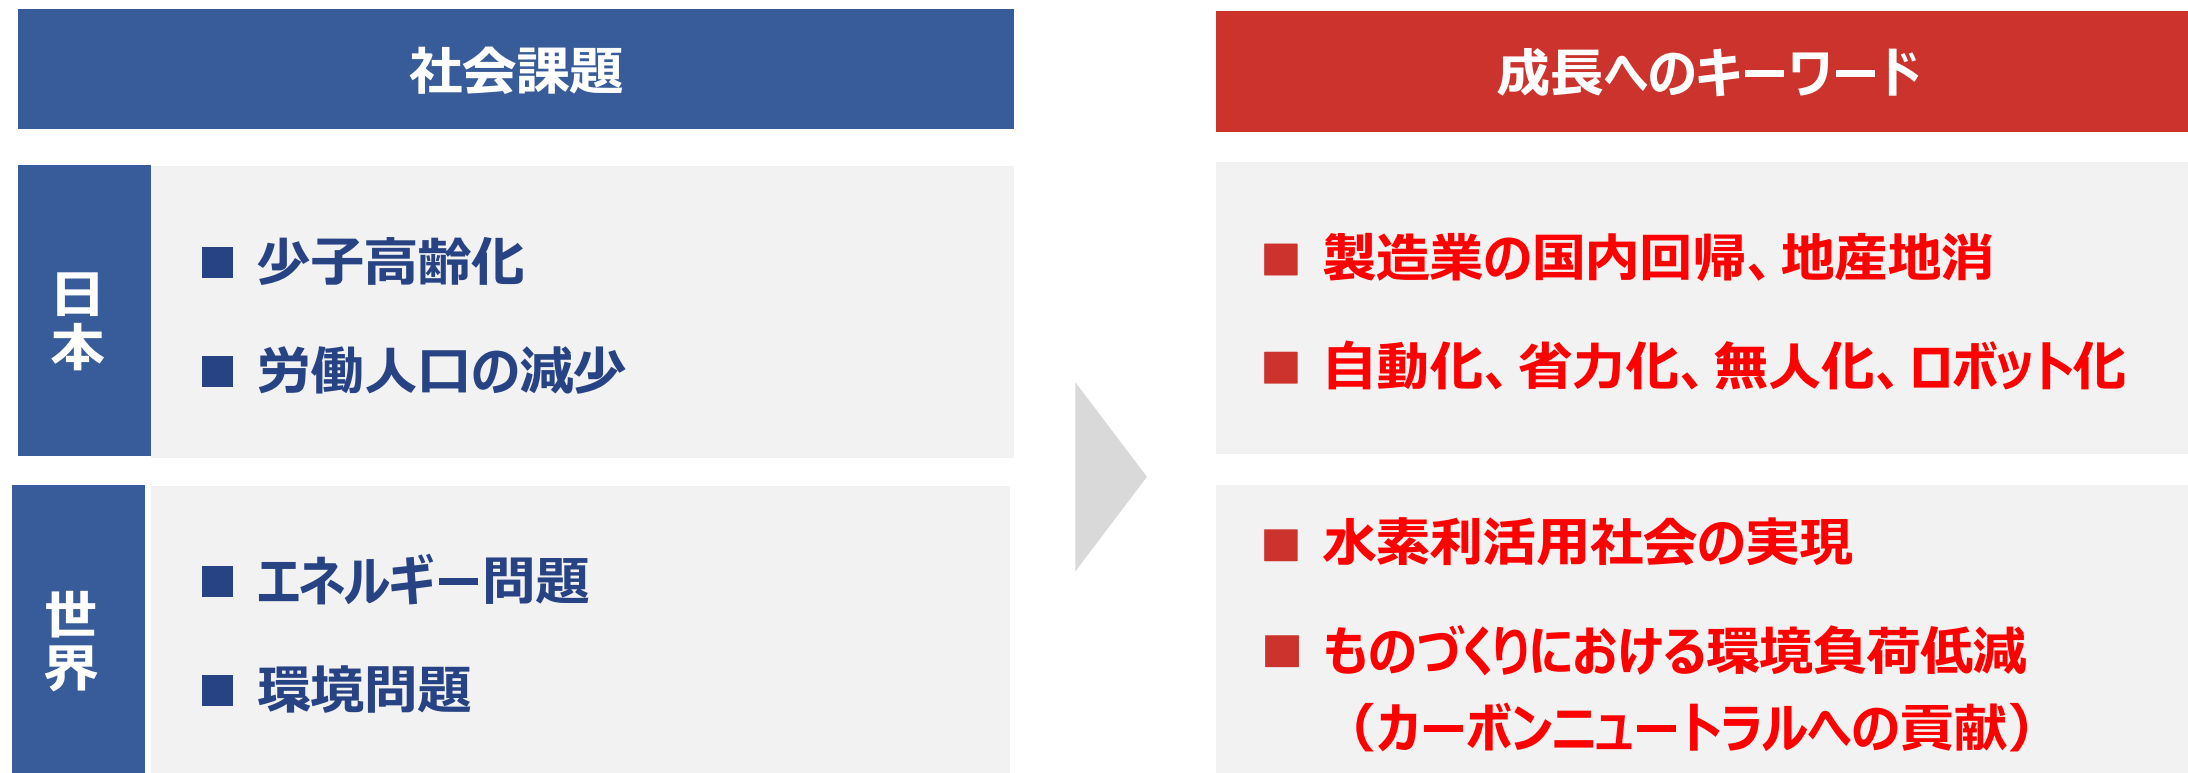 社会課題
成長へのキーワード
日本
■ 少子高齢化
■ 労働人口の減少
■ 製造業の国内回帰、地産地消
■ 自動化、省力化、無人化、ロボット化
世界
■ エネルギー問題
■ 環境問題
■ 水素利活用社会の実現
■ ものづくりにおける環境負荷低減
（カーボンニュートラルへの貢献）